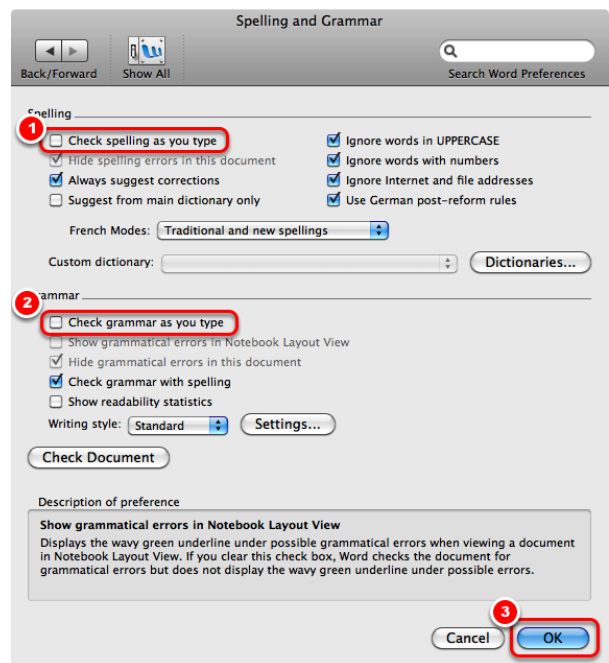 Spelling and Grammar
Back/Forward Show All Search Word Preferences
Spelling
1
Check spelling as you type Ignore words in UPPERCASE
Hide spelling errors in this document Ignore words with numbers
Always suggest corrections Ignore Internet and file addresses
Suggest from main dictionary only Use German post-reform rules
French Modes: Traditional and new spellings
Custom dictionary: Dictionaries...
2
Grammar
Check grammar as you type
Show grammatical errors in Notebook Layout View
Hide grammatical errors in this document
Check grammar with spelling
Show readability statistics
Writing style: Standard Settings...
Check Document
Description of preference
Show grammatical errors in Notebook Layout View
Displays the wavy green underline under possible grammatical errors when viewing a document
in Notebook Layout View. If you clear this check box, Word checks the document for
grammatical errors but does not display the wavy green underline under possible errors.
3
Cancel OK